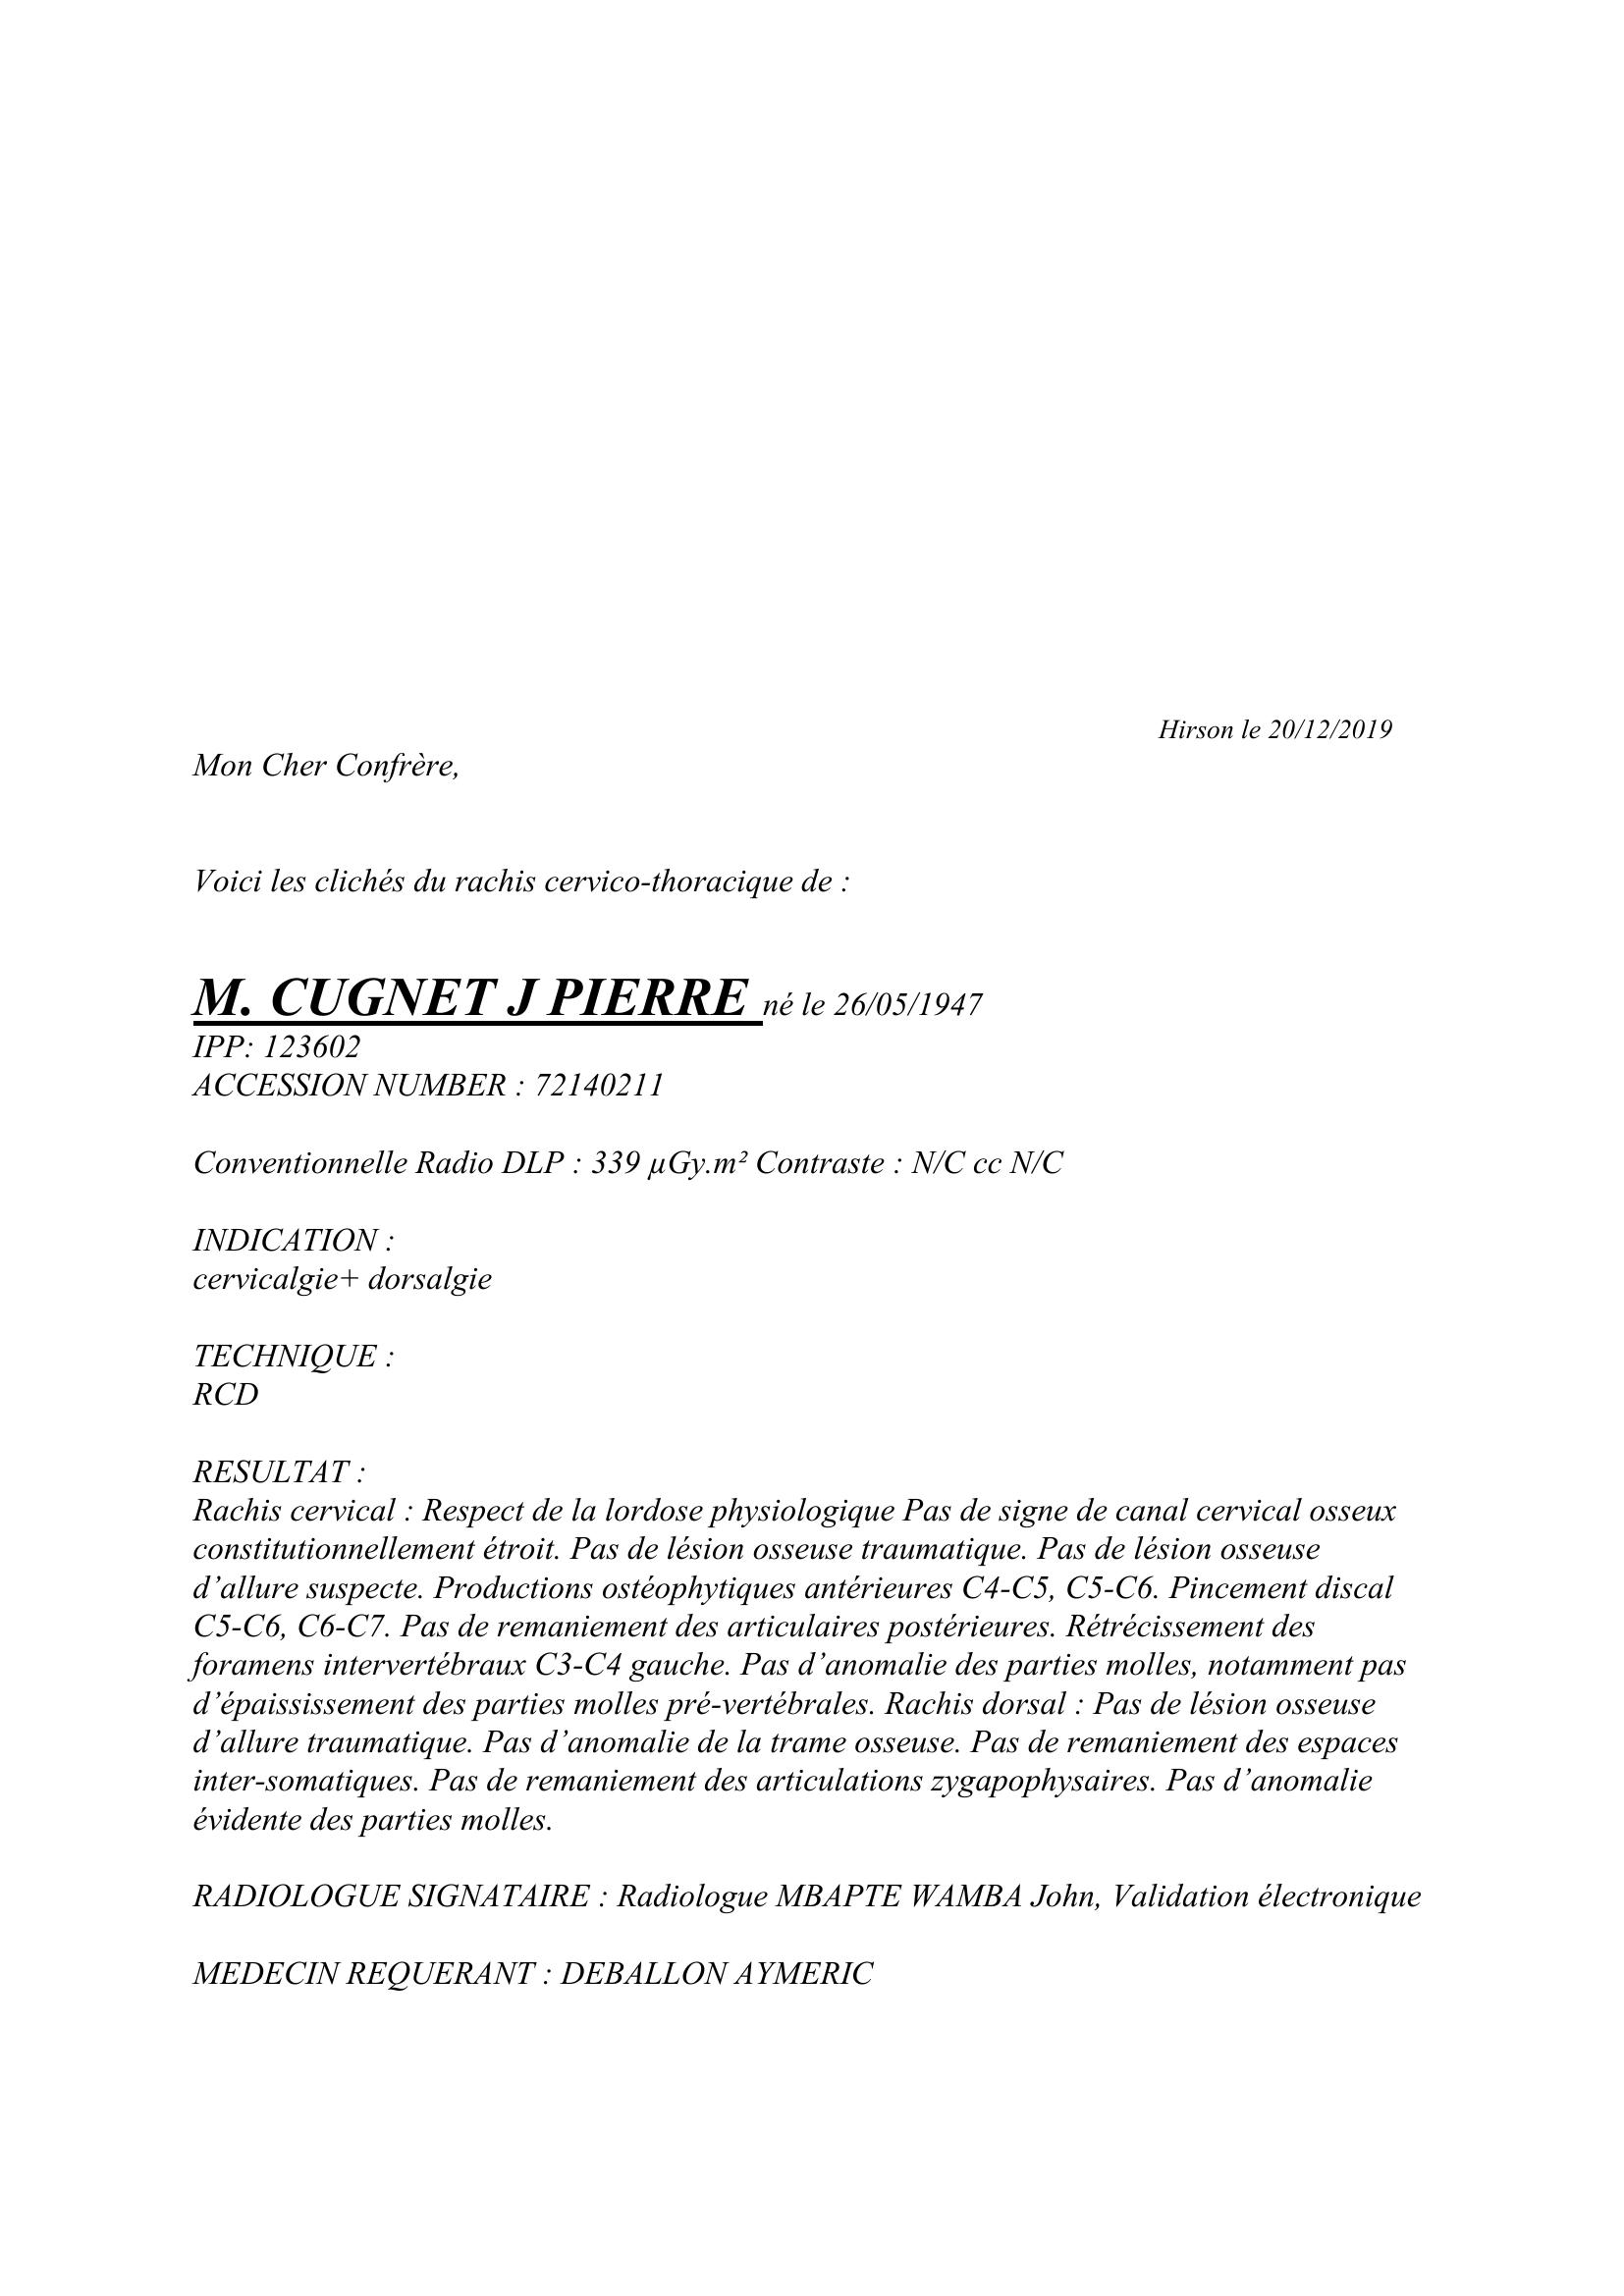 Hirson le 20/12/2019
Mon Cher Confrère,
Voici les clichés du rachis cervico-thoracique de :
M. CUGNET J PIERRE né le 26/05/1947
IPP: 123602
ACCESSION NUMBER : 72140211
Conventionnelle Radio DLP : 339 µGy.m² Contraste : N/C cc N/C
INDICATION :
cervicalgie+ dorsalgie
TECHNIQUE :
RCD
RESULTAT :
Rachis cervical : Respect de la lordose physiologique Pas de signe de canal cervical osseux
constitutionnellement étroit. Pas de lésion osseuse traumatique. Pas de lésion osseuse
d’allure suspecte. Productions ostéophytiques antérieures C4-C5, C5-C6. Pincement discal
C5-C6, C6-C7. Pas de remaniement des articulaires postérieures. Rétrécissement des
foramens intervertébraux C3-C4 gauche. Pas d’anomalie des parties molles, notamment pas
d’épaississement des parties molles pré-vertébrales. Rachis dorsal : Pas de lésion osseuse
d’allure traumatique. Pas d’anomalie de la trame osseuse. Pas de remaniement des espaces
inter-somatiques. Pas de remaniement des articulations zygapophysaires. Pas d’anomalie
évidente des parties molles.
RADIOLOGUE SIGNATAIRE : Radiologue MBAPTE WAMBA John, Validation électronique
MEDECIN REQUERANT : DEBALLON AYMERIC